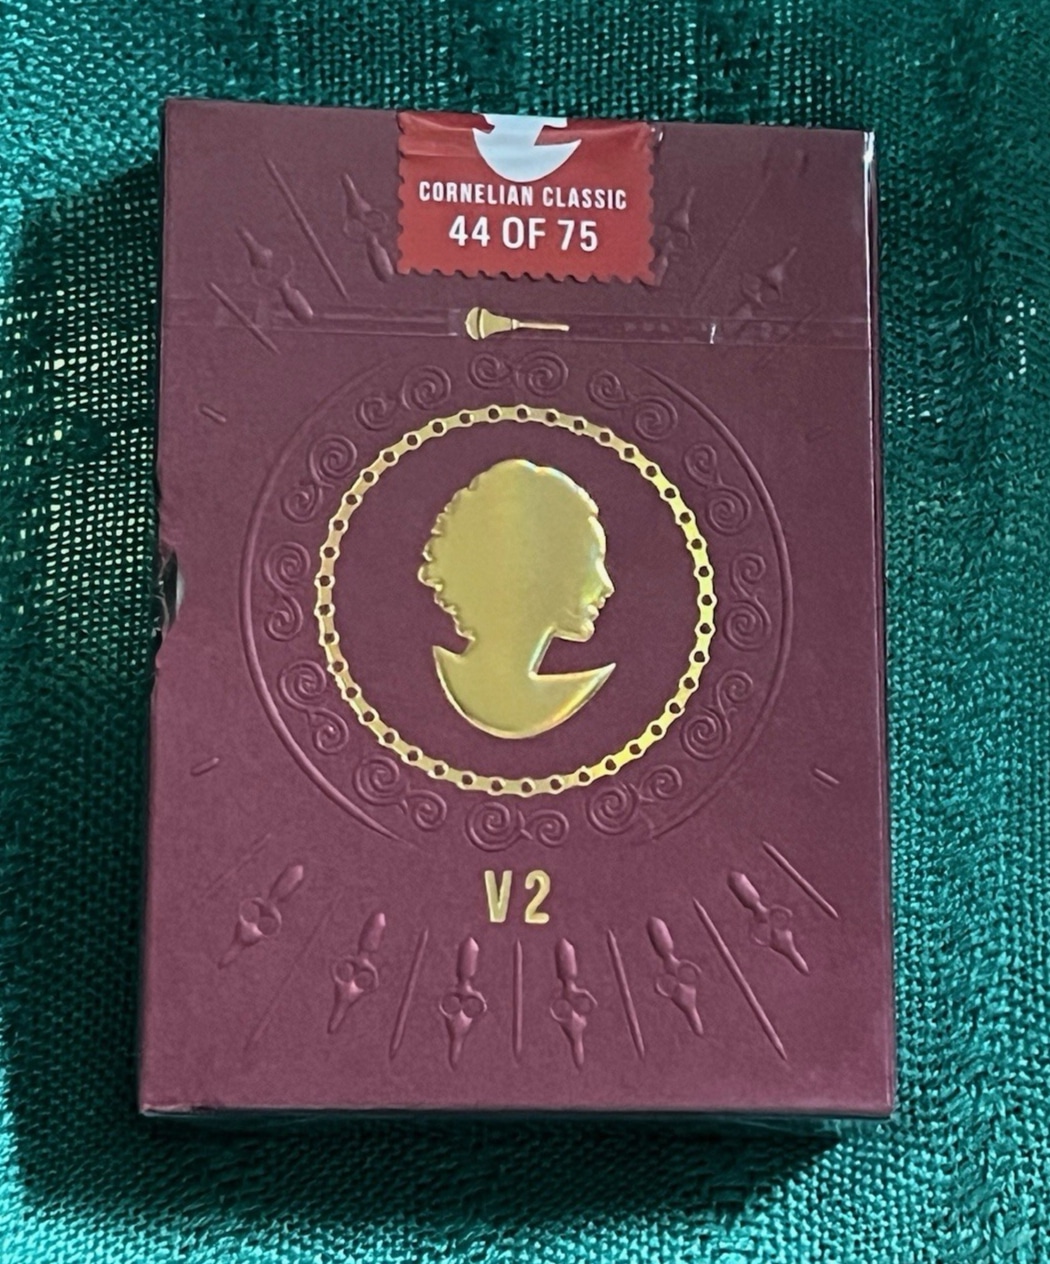 CORNELIAN CLASSIC
44 OF 75
V2